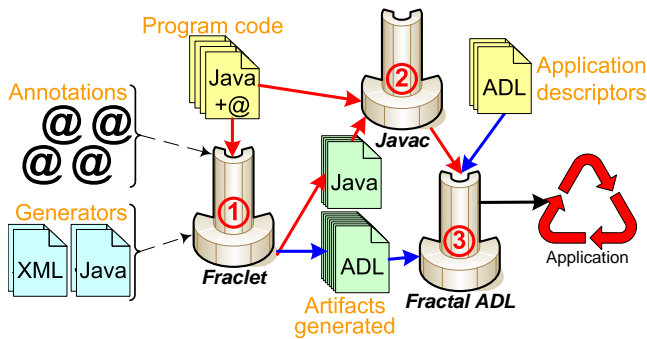 Program code
Java
+@
Annotations
@ @
@ @
Generators
XML
Java
1
Fraclet
2
Javac
Java
ADL
Artifacts
generated
ADL
Application
descriptors
3
Fractal ADL
Application